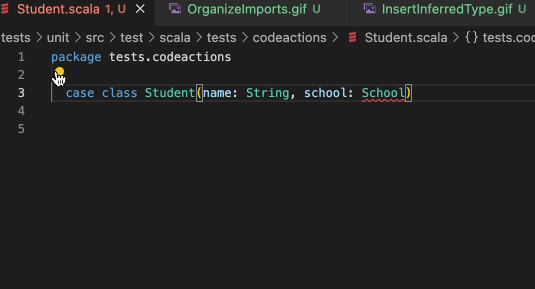 Student.scala 1, U
OrganizeImports.gif U
InsertInferredType.gif U
tests > unit > src > test > scala > tests > codeactions > Student.scala > {} tests.cod
1 package tests.codeactions
2
3 case class Student(name: String, school: School)
4
5